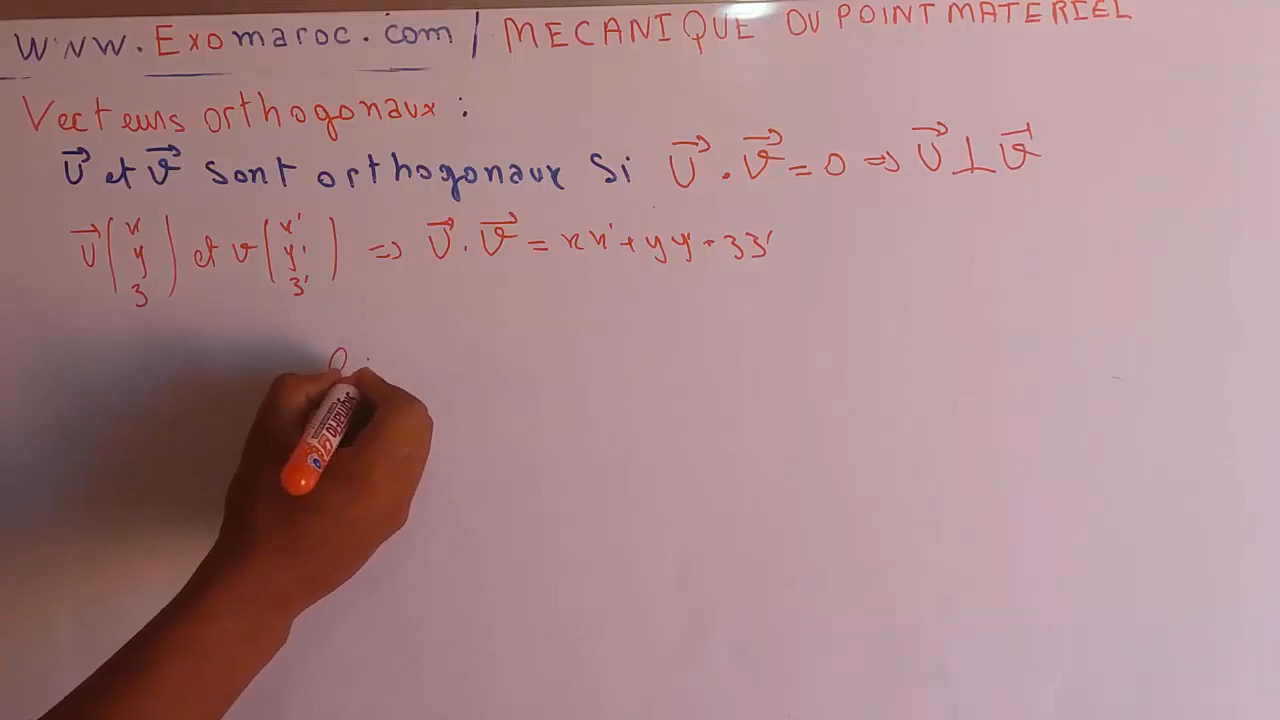 WWW.Exomaroc.com / MECANIQUE DU POINT MATERIEL
Vecteurs orthogonaux :
U⃗ et v⃗ sont orthogonaux si U⃗ . v⃗ = 0 => U⃗ ⊥ v⃗
U⃗ (x y z) et v (x' y' z') => U⃗ . v⃗ = xx' + yy' + zz'